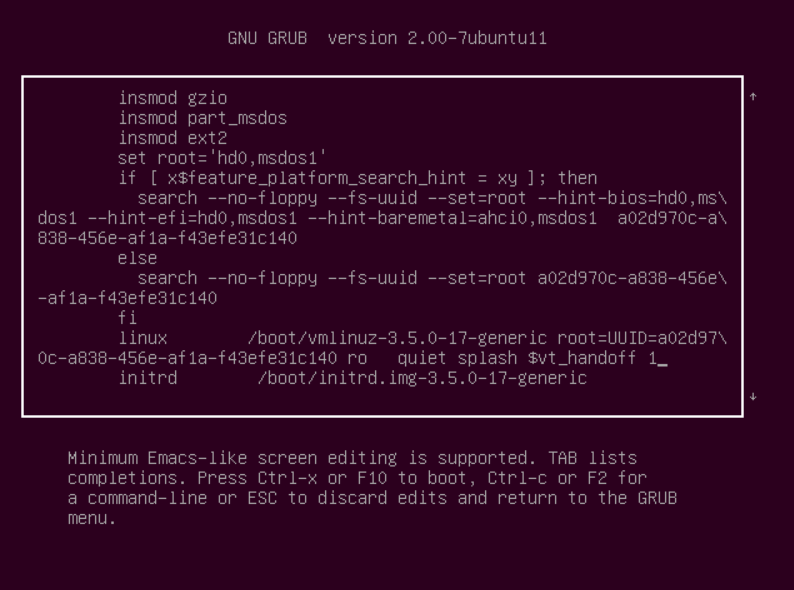 GNU GRUB  version 2.00-7ubuntu11
insmod gzio
insmod part_msdos
insmod ext2
set root='hd0,msdos1'
if [ x$feature_platform_search_hint = xy ]; then
search --no-floppy --fs-uuid --set=root --hint-bios=hd0,ms\
dos1 --hint-efi=hd0,msdos1 --hint-baremetal=ahci0,msdos1  a02d970c-a\
838-456e-af1a-f43efe31c140
else
search --no-floppy --fs-uuid --set=root a02d970c-a838-456e\
-af1a-f43efe31c140
fi
linux        /boot/vmlinuz-3.5.0-17-generic root=UUID=a02d97\
0c-a838-456e-af1a-f43efe31c140 ro   quiet splash $vt_handoff 1_
initrd        /boot/initrd.img-3.5.0-17-generic
Minimum Emacs-like screen editing is supported. TAB lists
completions. Press Ctrl-x or F10 to boot, Ctrl-c or F2 for
a command-line or ESC to discard edits and return to the GRUB
menu.